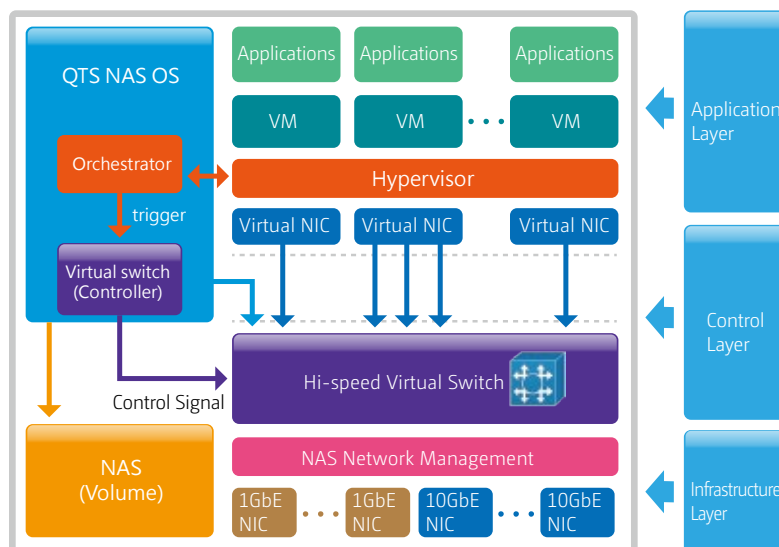 QTS NAS OS
Orchestrator
trigger
Virtual switch
(Controller)
Control Signal
NAS
(Volume)
Applications
Applications
Applications
VM
VM
VM
Hypervisor
Virtual NIC
Virtual NIC
Virtual NIC
Hi-speed Virtual Switch
NAS Network Management
1GbE
NIC
1GbE
NIC
10GbE
NIC
10GbE
NIC
Application
Layer
Control
Layer
Infrastructure
Layer